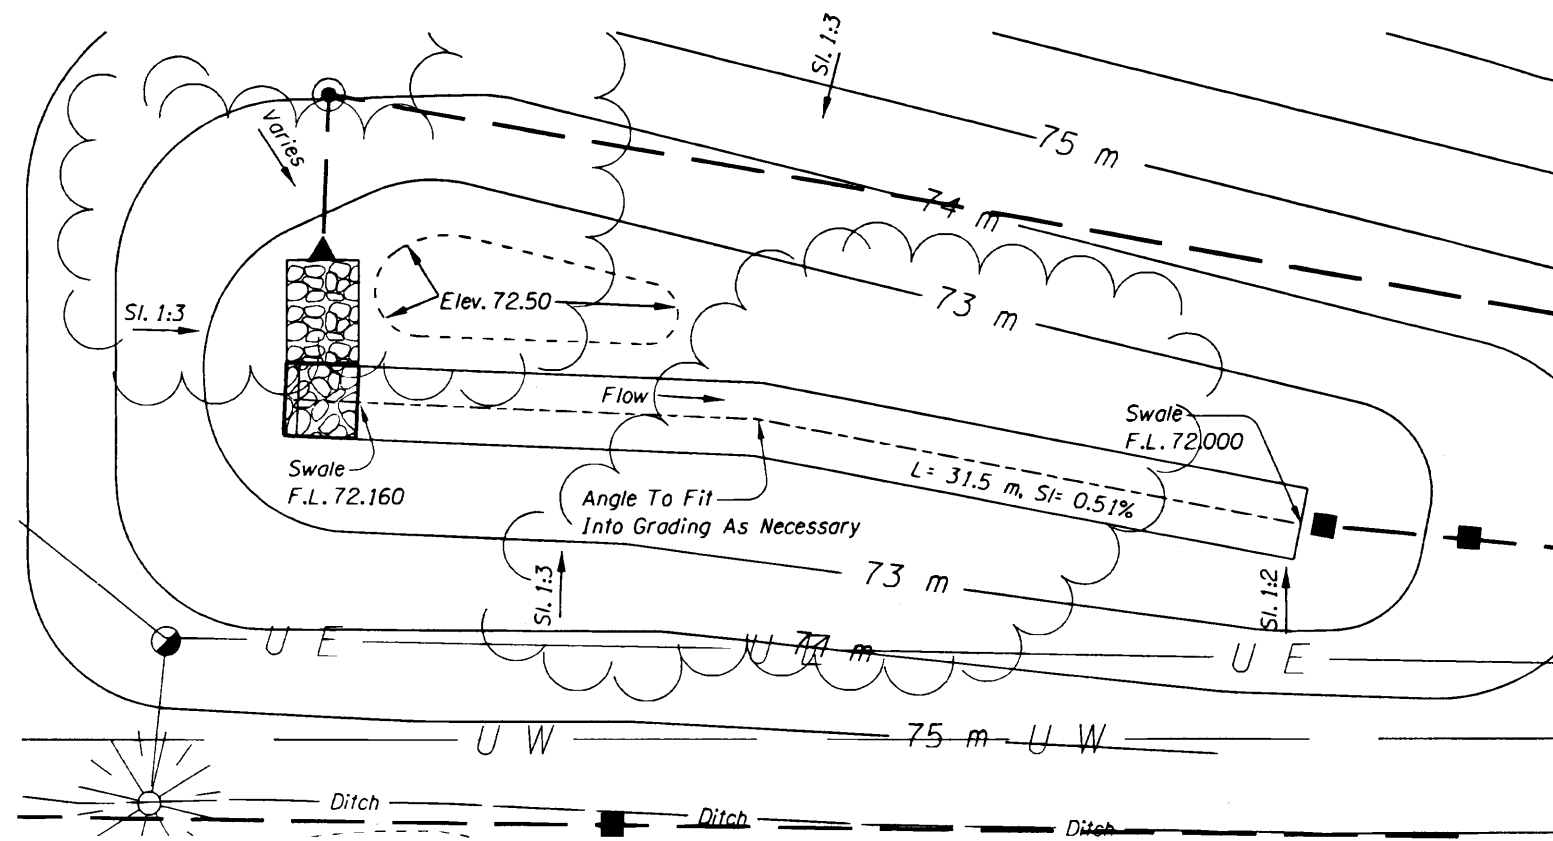 Sl. 1:3
75 m
Varies
74 m
Elev. 72.50
73 m
Sl. 1:3
Flow
Swale
F.L. 72.000
Swale
F.L. 72.160
L= 31.5 m, Sl= 0.51%
Angle To Fit
Into Grading As Necessary
73 m
Sl. 1:3
Sl. 1:2
U E
U E
74 m
U E
U W
75 m
U W
Ditch
Ditch
Ditch